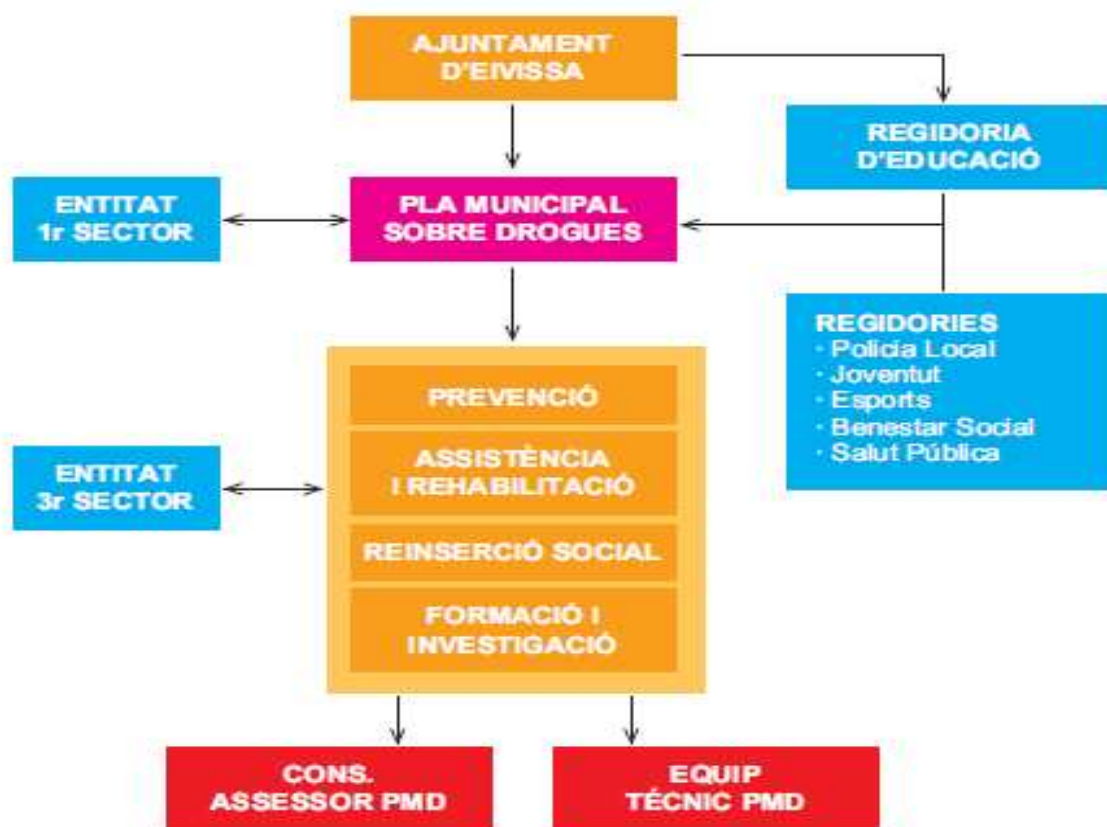 AJUNTAMENT
D'EIVISSA
REGIDORIA
D'EDUCACIÓ
ENTITAT
1r SECTOR
PLA MUNICIPAL
SOBRE DROGUES
REGIDORIES
· Policia Local
· Joventut
· Esports
· Benestar Social
· Salut Pública
PREVENCIÓ
ASSISTÈNCIA
I REHABILITACIÓ
ENTITAT
3r SECTOR
REINSERCIÓ SOCIAL
FORMACIÓ I
INVESTIGACIÓ
CONS.
ASSESSOR PMD
EQUIP
TÉCNIC PMD